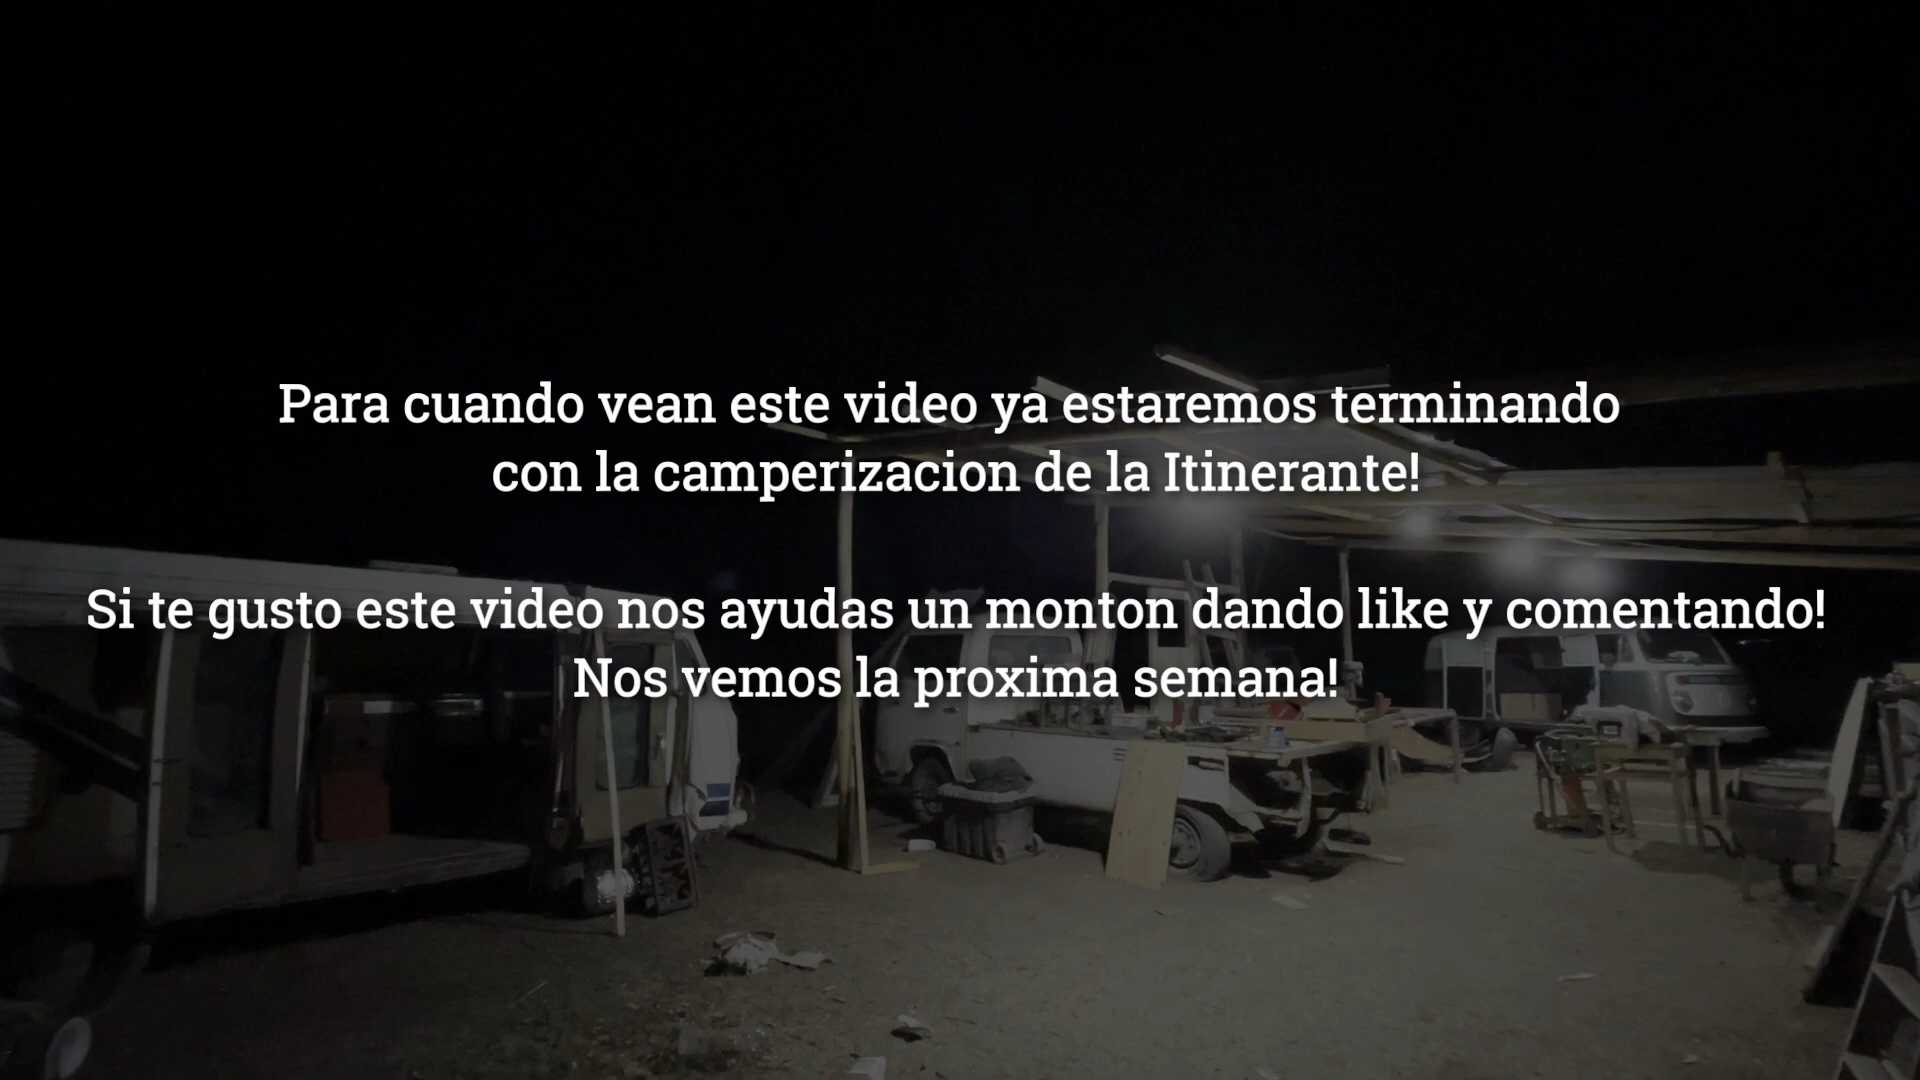 Para cuando vean este video ya estaremos terminando
con la camperizacion de la Itinerante!
Si te gusto este video nos ayudas un monton dando like y comentando!
Nos vemos la proxima semana!